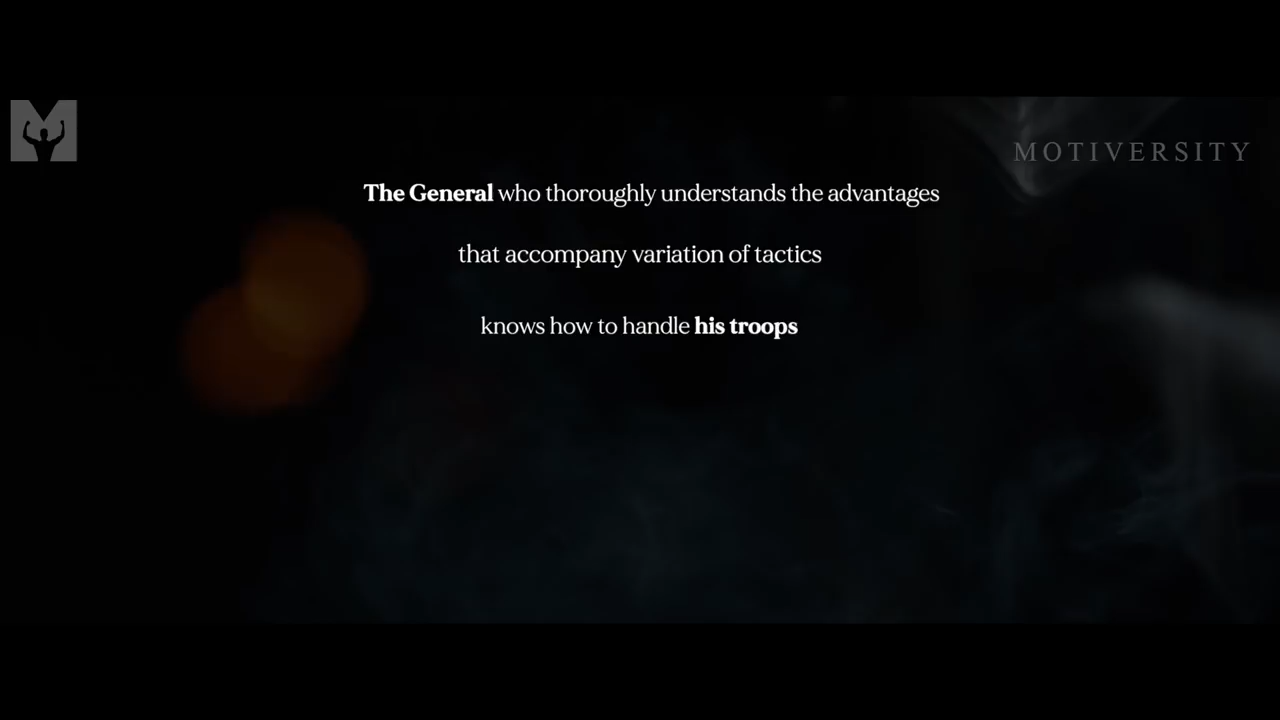 MOTIVERSITY
The General who thoroughly understands the advantages
that accompany variation of tactics
knows how to handle his troops